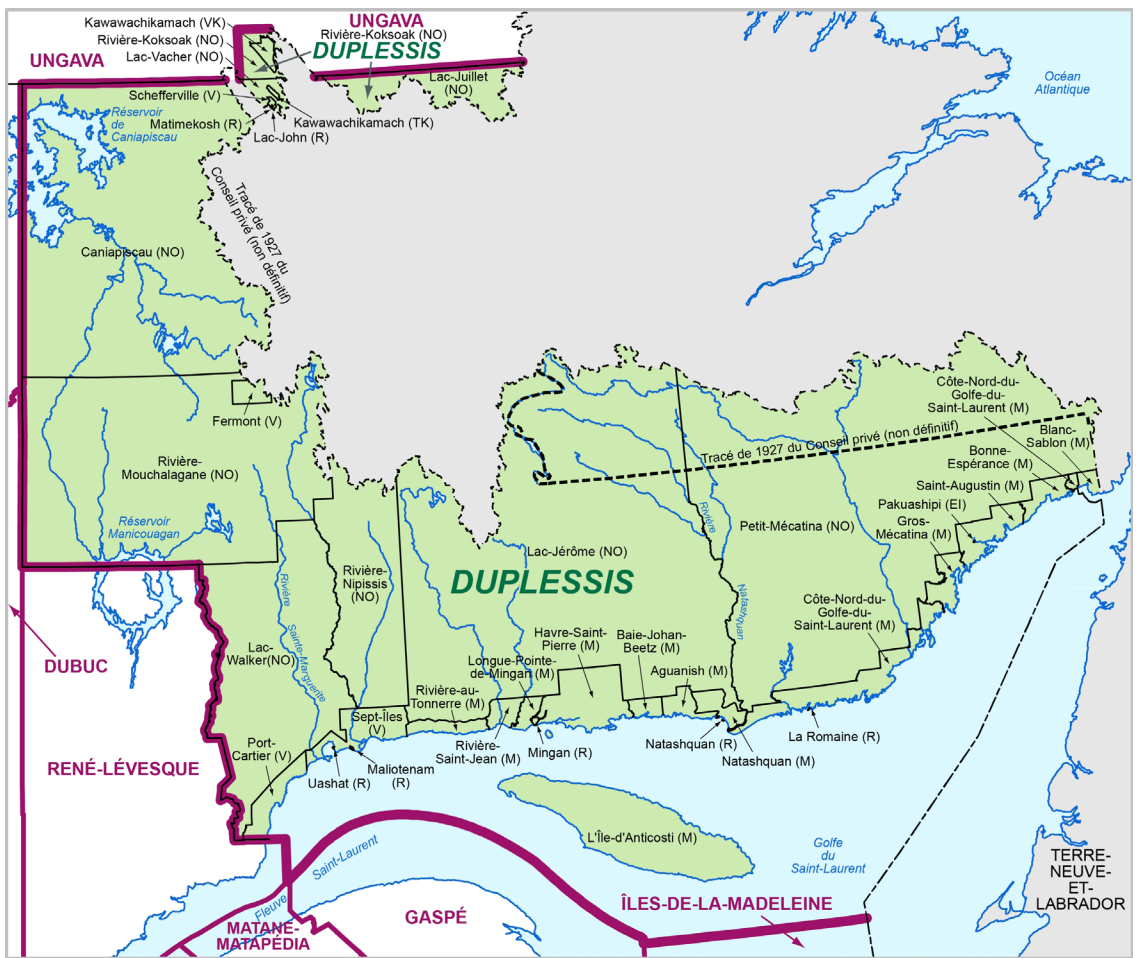 Kawawachikamach (VK)
Rivière-Koksoak (NO)
Lac-Vacher (NO)
UNGAVA
UNGAVA
Rivière-Koksoak (NO)
DUPLESSIS
Lac-Juillet
(NO)
Schefferville (V)
Matimekosh (R)
Lac-John (R)
Kawawachikamach (TK)
Réservoir
de
Caniapiscau
Océan
Atlantique
Tracé de 1927 du
Conseil privé (non définitif)
Caniapiscau (NO)
Fermont (V)
Rivière-
Mouchalagane (NO)
Réservoir
Manicouagan
Côte-Nord-du-
Golfe-du-
Saint-Laurent (M)
Blanc-
Sablon (M)
Tracé de 1927 du Conseil privé (non définitif)
Bonne-
Espérance (M)
Saint-Augustin (M)
Pakuashipi (EI)
Gros-
Mécatina (M)
Rivière
Natashquan
Petit-Mécatina (NO)
Lac-Jérôme (NO)
DUPLESSIS
Rivière-
Nipissis
(NO)
Rivière
Sainte-Marguerite
Lac-
Walker(NO)
DUBUC
Côte-Nord-du-
Golfe-du-
Saint-Laurent (M)
Havre-Saint-
Pierre (M)
Baie-Johan-
Beetz (M)
Longue-Pointe-
de-Mingan (M)
Aguanish (M)
Rivière-au-
Tonnerre (M)
Sept-Îles
(V)
Port-
Cartier (V)
Uashat (R)
Maliotenam
(R)
Rivière-
Saint-Jean (M)
Mingan (R)
Natashquan (R)
Natashquan (M)
La Romaine (R)
RENÉ-LÉVESQUE
L'Île-d'Anticosti (M)
Golfe
du
Saint-Laurent
Fleuve
Saint-Laurent
TERRE-
NEUVE-
ET-
LABRADOR
MATANE-
MATAPÉDIA
GASPÉ
ÎLES-DE-LA-MADELEINE